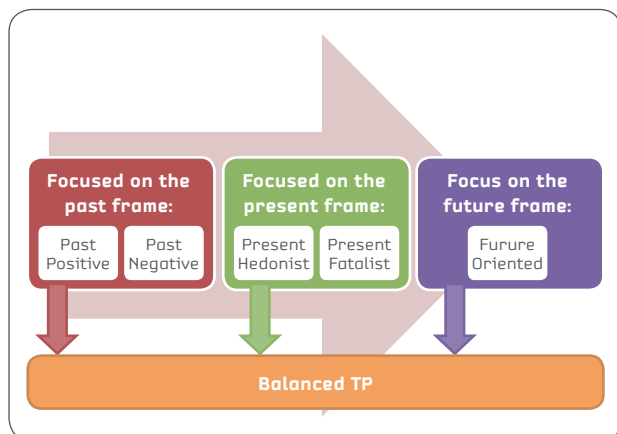 Focused on the
past frame:
Past
Positive
Past
Negative
Focused on the
present frame:
Present
Hedonist
Present
Fatalist
Focus on the
future frame:
Furure
Oriented
Balanced TP